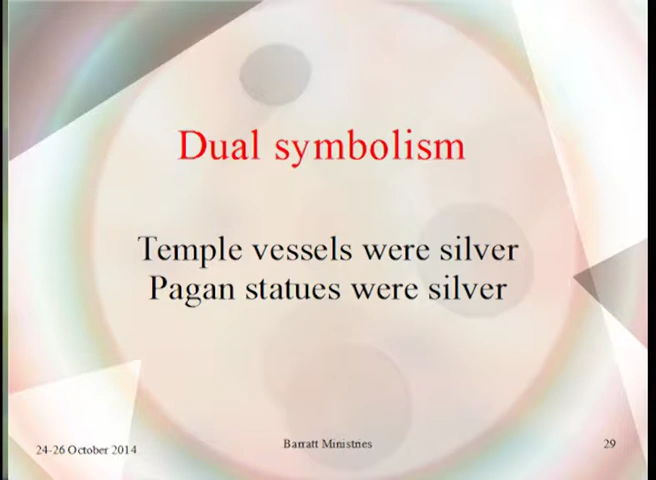 Dual symbolism
Temple vessels were silver
Pagan statues were silver
24-26 October 2014
Barratt Ministries
29